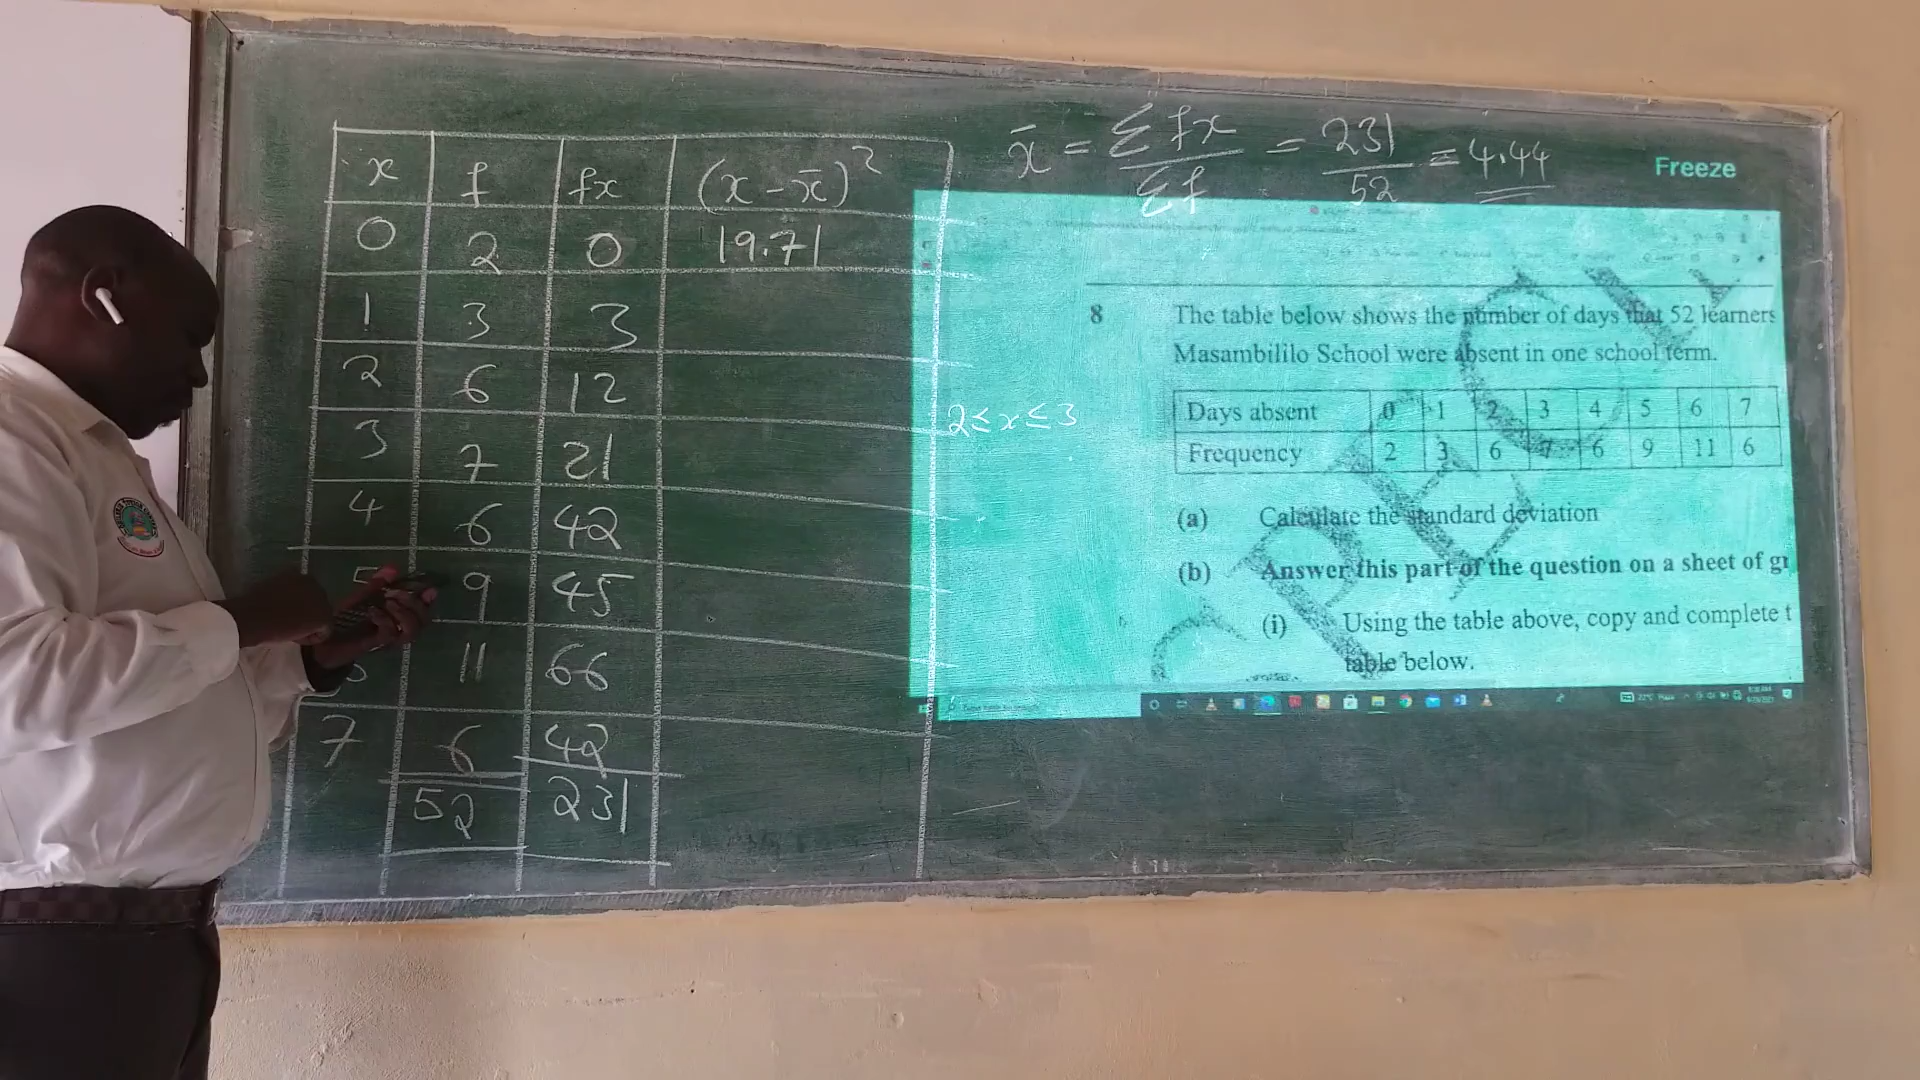 x f fx (x - x̄)²
0 2 0 19.71
1 3 3
2 6 12
3 7 21
4 6 42
5 9 45
11 66
7 6 42
52 231
x̄ = Σfx / Σf = 231 / 52 = 4.44
Freeze
2 ≤ x ≤ 3
8 The table below shows the number of days that 52 learners
Masambililo School were absent in one school term.
Days absent 0 1 2 3 4 5 6 7
Frequency 2 3 6 7 6 9 11 6
(a) Calculate the standard deviation
(b) Answer this part of the question on a sheet of
(i) Using the table above, copy and complete t
table below.